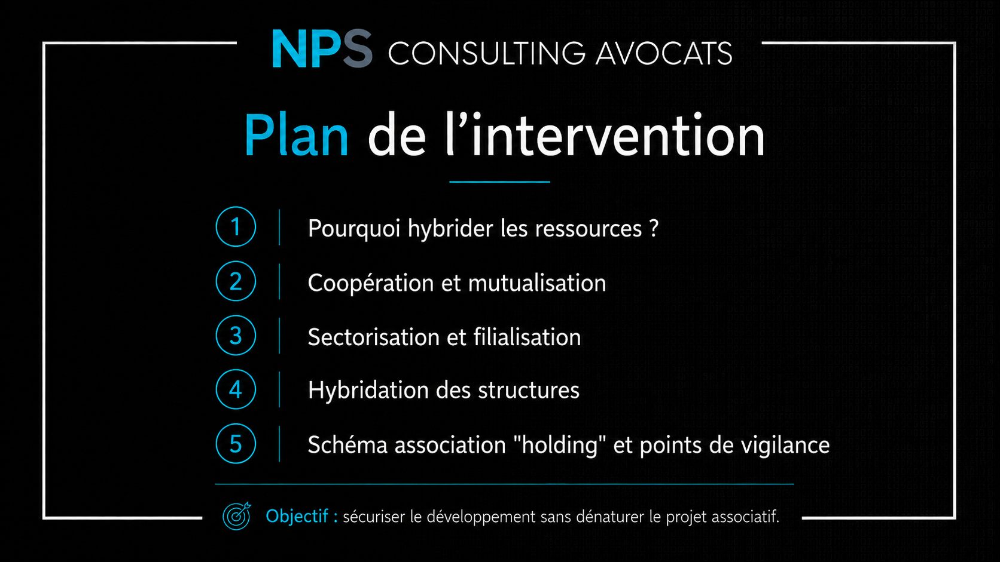 NPS CONSULTING AVOCATS
Plan de l’intervention
1 Pourquoi hybrider les ressources ?
2 Coopération et mutualisation
3 Sectorisation et filialisation
4 Hybridation des structures
5 Schéma association "holding" et points de vigilance
Objectif : sécuriser le développement sans dénaturer le projet associatif.